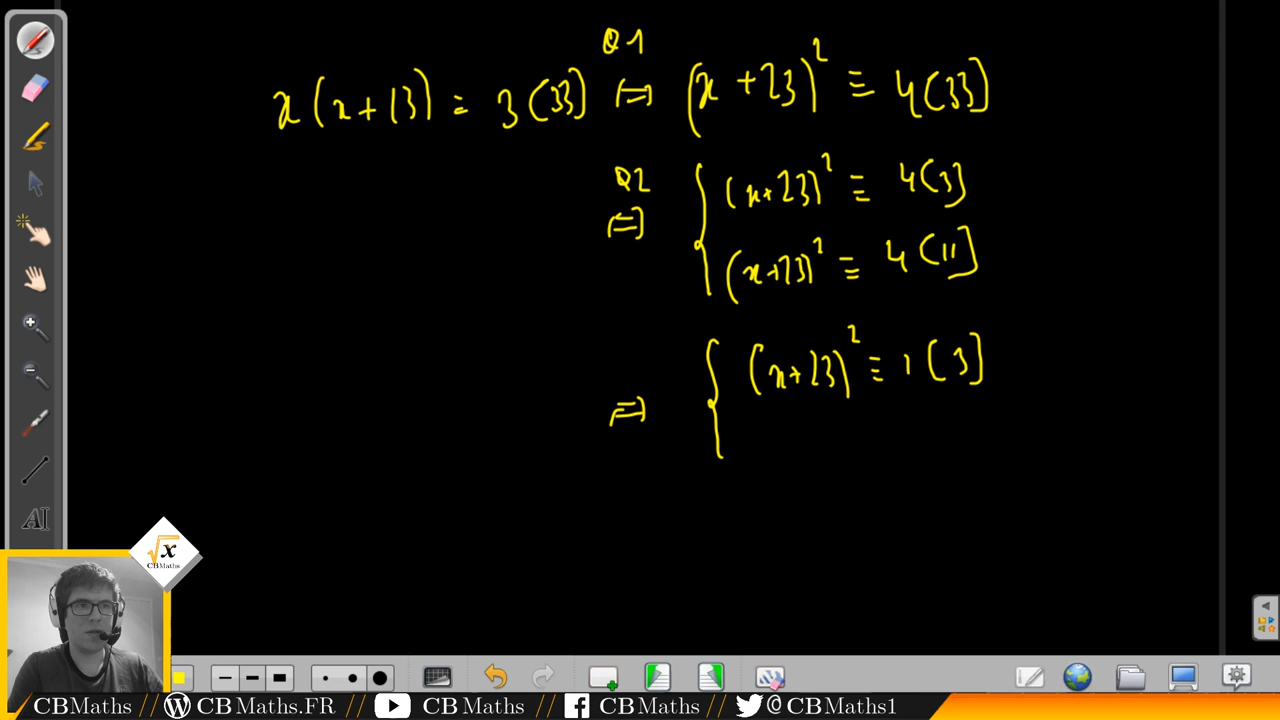 Q1
x(x+13) ≡ 3 [33] ⇔ (x+23)² ≡ 4 [33]
Q2
⇔ { (x+23)² ≡ 4 [3]
(x+23)² ≡ 4 [11]
⇔ { (x+23)² ≡ 1 [3]
AI
√x
CBMaths
CBMaths // CBMaths.FR // CBMaths // CBMaths // @CBMaths1